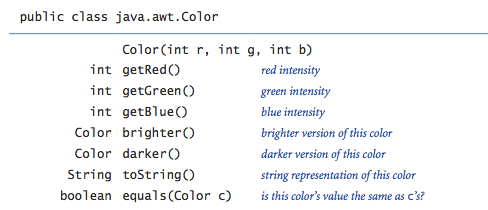 public class java.awt.Color
Color(int r, int g, int b)
int getRed() red intensity
int getGreen() green intensity
int getBlue() blue intensity
Color brighter() brighter version of this color
Color darker() darker version of this color
String toString() string representation of this color
boolean equals(Color c) is this color's value the same as c's?